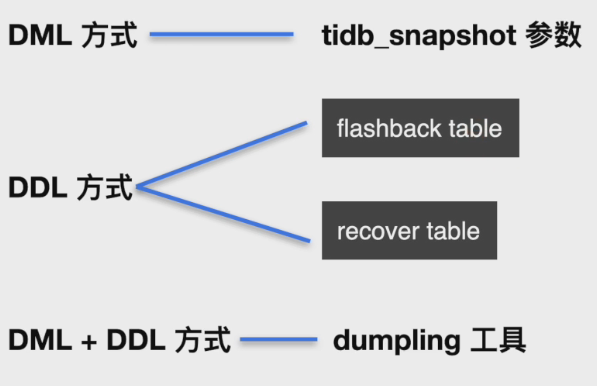 DML 方式 tidb_snapshot 参数
flashback table
DDL 方式
recover table
DML + DDL 方式 dumpling 工具